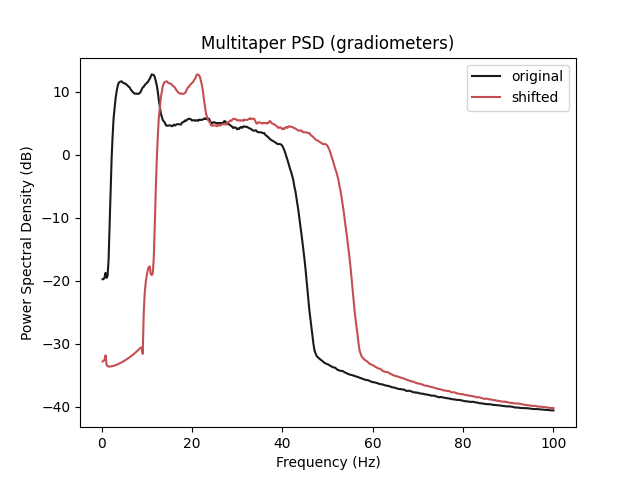 Multitaper PSD (gradiometers)
original
shifted
Power Spectral Density (dB)
10
0
−10
−20
−30
−40
0 20 40 60 80 100
Frequency (Hz)